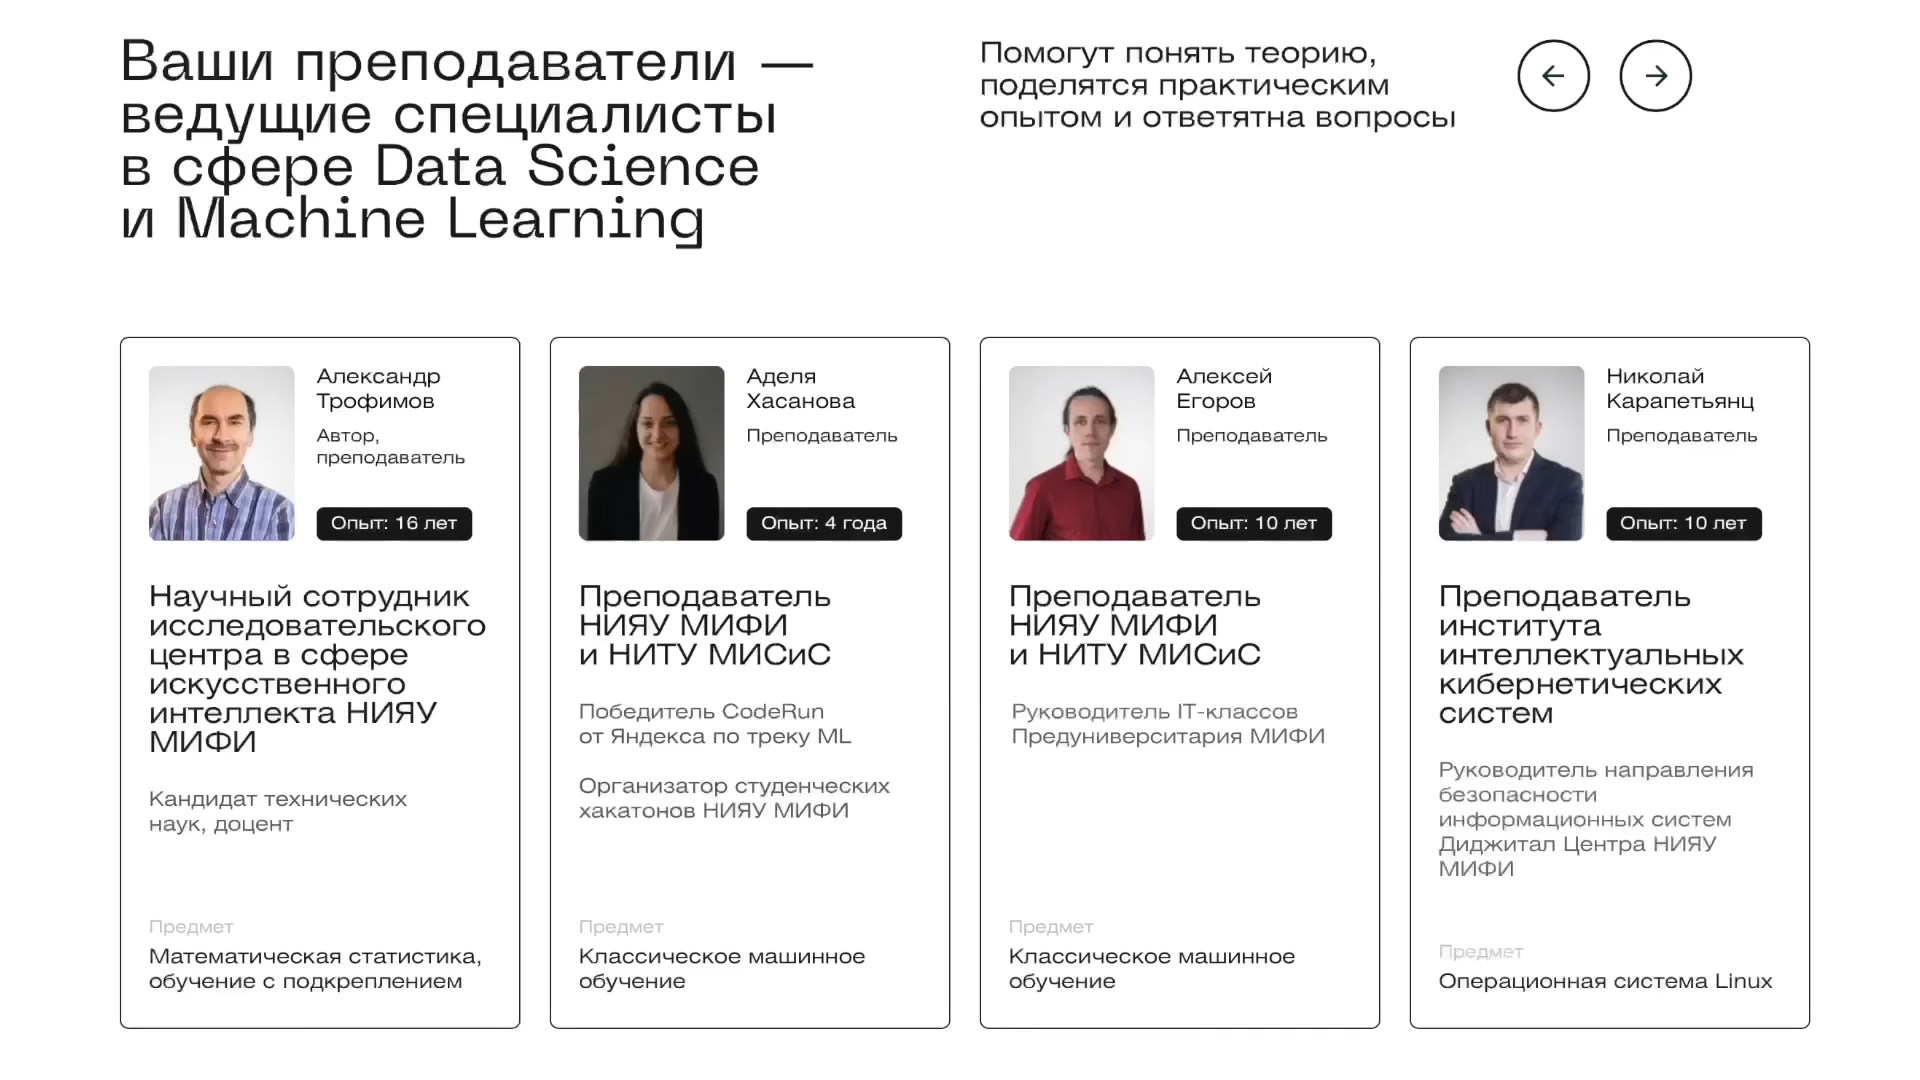 Ваши преподаватели —
ведущие специалисты
в сфере Data Science
и Machine Learning
Помогут понять теорию,
поделятся практическим
опытом и ответятна вопросы
Александр
Трофимов
Автор,
преподаватель
Опыт: 16 лет
Научный сотрудник
исследовательского
центра в сфере
искусственного
интеллекта НИЯУ
МИФИ
Кандидат технических
наук, доцент
Предмет
Математическая статистика,
обучение с подкреплением
Аделя
Хасанова
Преподаватель
Опыт: 4 года
Преподаватель
НИЯУ МИФИ
и НИТУ МИСиС
Победитель CodeRun
от Яндекса по треку ML
Организатор студенческих
хакатонов НИЯУ МИФИ
Предмет
Классическое машинное
обучение
Алексей
Егоров
Преподаватель
Опыт: 10 лет
Преподаватель
НИЯУ МИФИ
и НИТУ МИСиС
Руководитель IT-классов
Предуниверситария МИФИ
Предмет
Классическое машинное
обучение
Николай
Карапетьянц
Преподаватель
Опыт: 10 лет
Преподаватель
института
интеллектуальных
кибернетических
систем
Руководитель направления
безопасности
информационных систем
Диджитал Центра НИЯУ
МИФИ
Предмет
Операционная система Linux